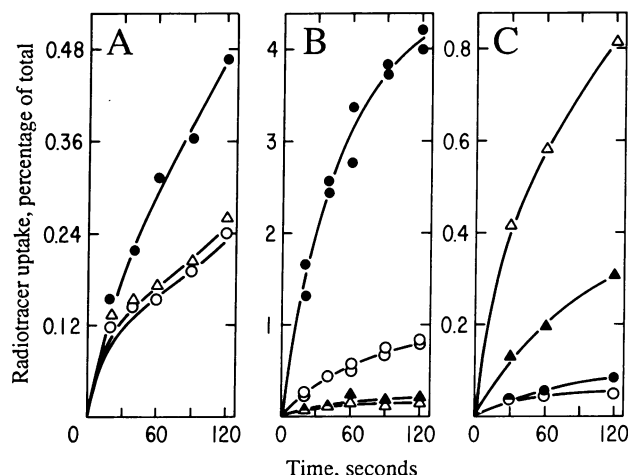 A
B
C
Radiotracer uptake, percentage of total
0.48
0.36
0.24
0.12
4
3
2
1
0.8
0.6
0.4
0.2
0 60 120
0 60 120
0 60 120
Time, seconds